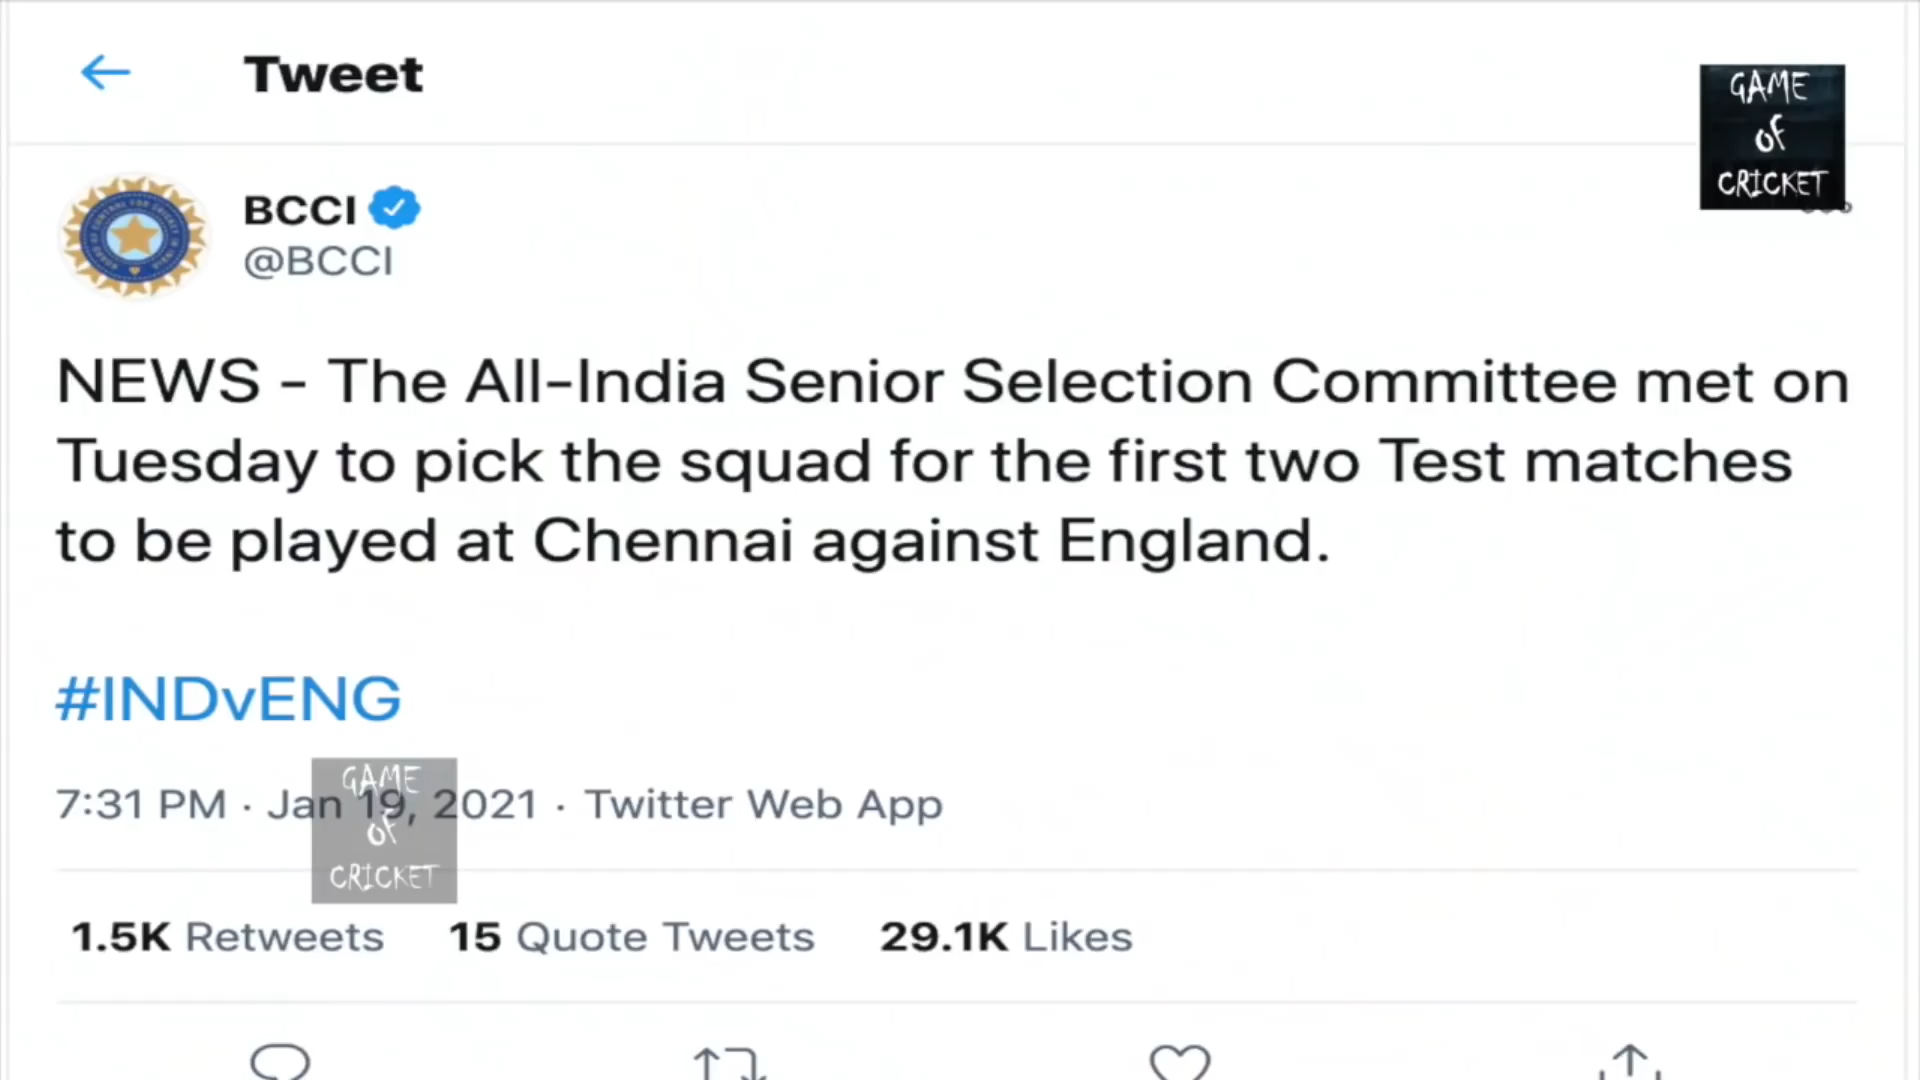 Tweet
GAME
OF
CRICKET
BCCI
@BCCI
NEWS - The All-India Senior Selection Committee met on
Tuesday to pick the squad for the first two Test matches
to be played at Chennai against England.
#INDvENG
7:31 PM · Jan 19, 2021 · Twitter Web App
GAME
OF
CRICKET
1.5K Retweets 15 Quote Tweets 29.1K Likes